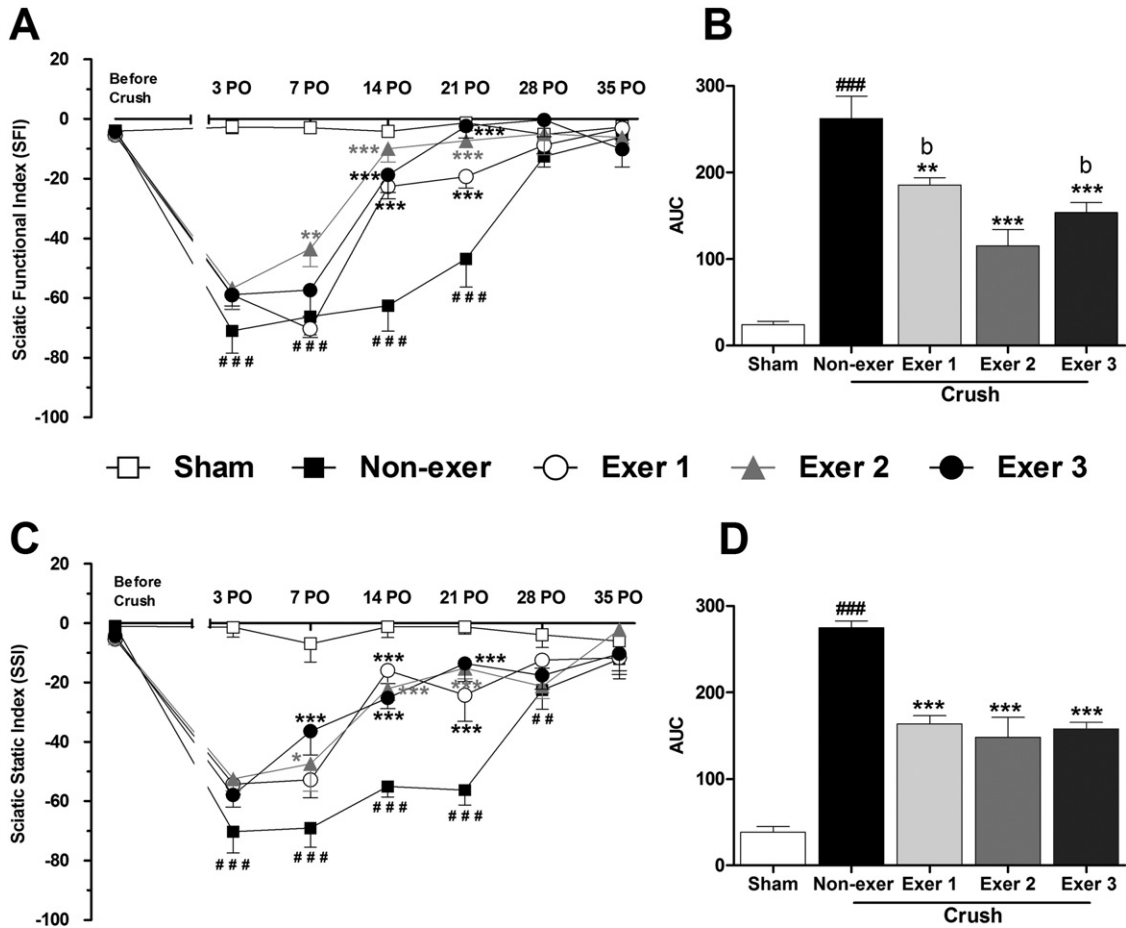 A
Sciatic Functional Index (SFI)
20
0
-20
-40
-60
-80
-100
Before
Crush
3 PO 7 PO 14 PO 21 PO 28 PO 35 PO
***
***
***
***
***
***
**
###
###
###
###
B
AUC
300
200
100
0
###
b
**
***
b
***
Sham Non-exer Exer 1 Exer 2 Exer 3
Crush
Sham Non-exer Exer 1 Exer 2 Exer 3
C
Sciatic Static Index (SSI)
20
0
-20
-40
-60
-80
-100
Before
Crush
3 PO 7 PO 14 PO 21 PO 28 PO 35 PO
***
***
***
***
***
***
***
*
##
###
###
###
###
D
AUC
300
200
100
0
###
***
***
***
Sham Non-exer Exer 1 Exer 2 Exer 3
Crush